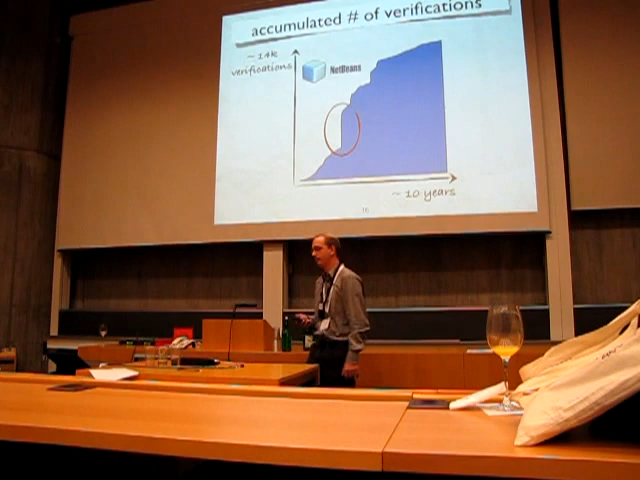 accumulated # of verifications
~ 14k
verifications
NetBeans
~ 10 years
16